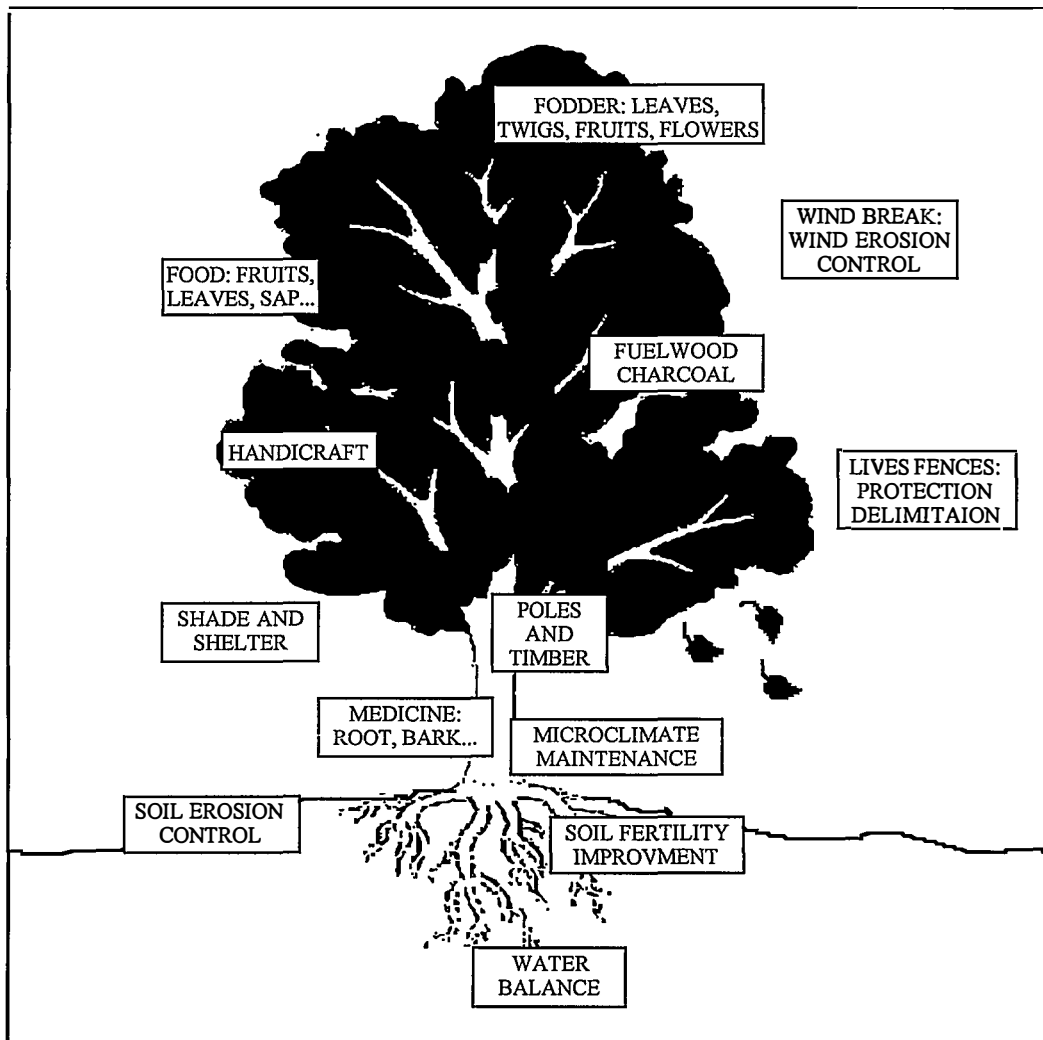 FODDER: LEAVES,
TWIGS, FRUITS, FLOWERS
WIND BREAK:
WIND EROSION
CONTROL
FOOD: FRUITS,
LEAVES, SAP...
FUELWOOD
CHARCOAL
HANDICRAFT
LIVES FENCES:
PROTECTION
DELIMITAION
SHADE AND
SHELTER
POLES
AND
TIMBER
MEDICINE:
ROOT, BARK...
MICROCLIMATE
MAINTENANCE
SOIL EROSION
CONTROL
SOIL FERTILITY
IMPROVMENT
WATER
BALANCE